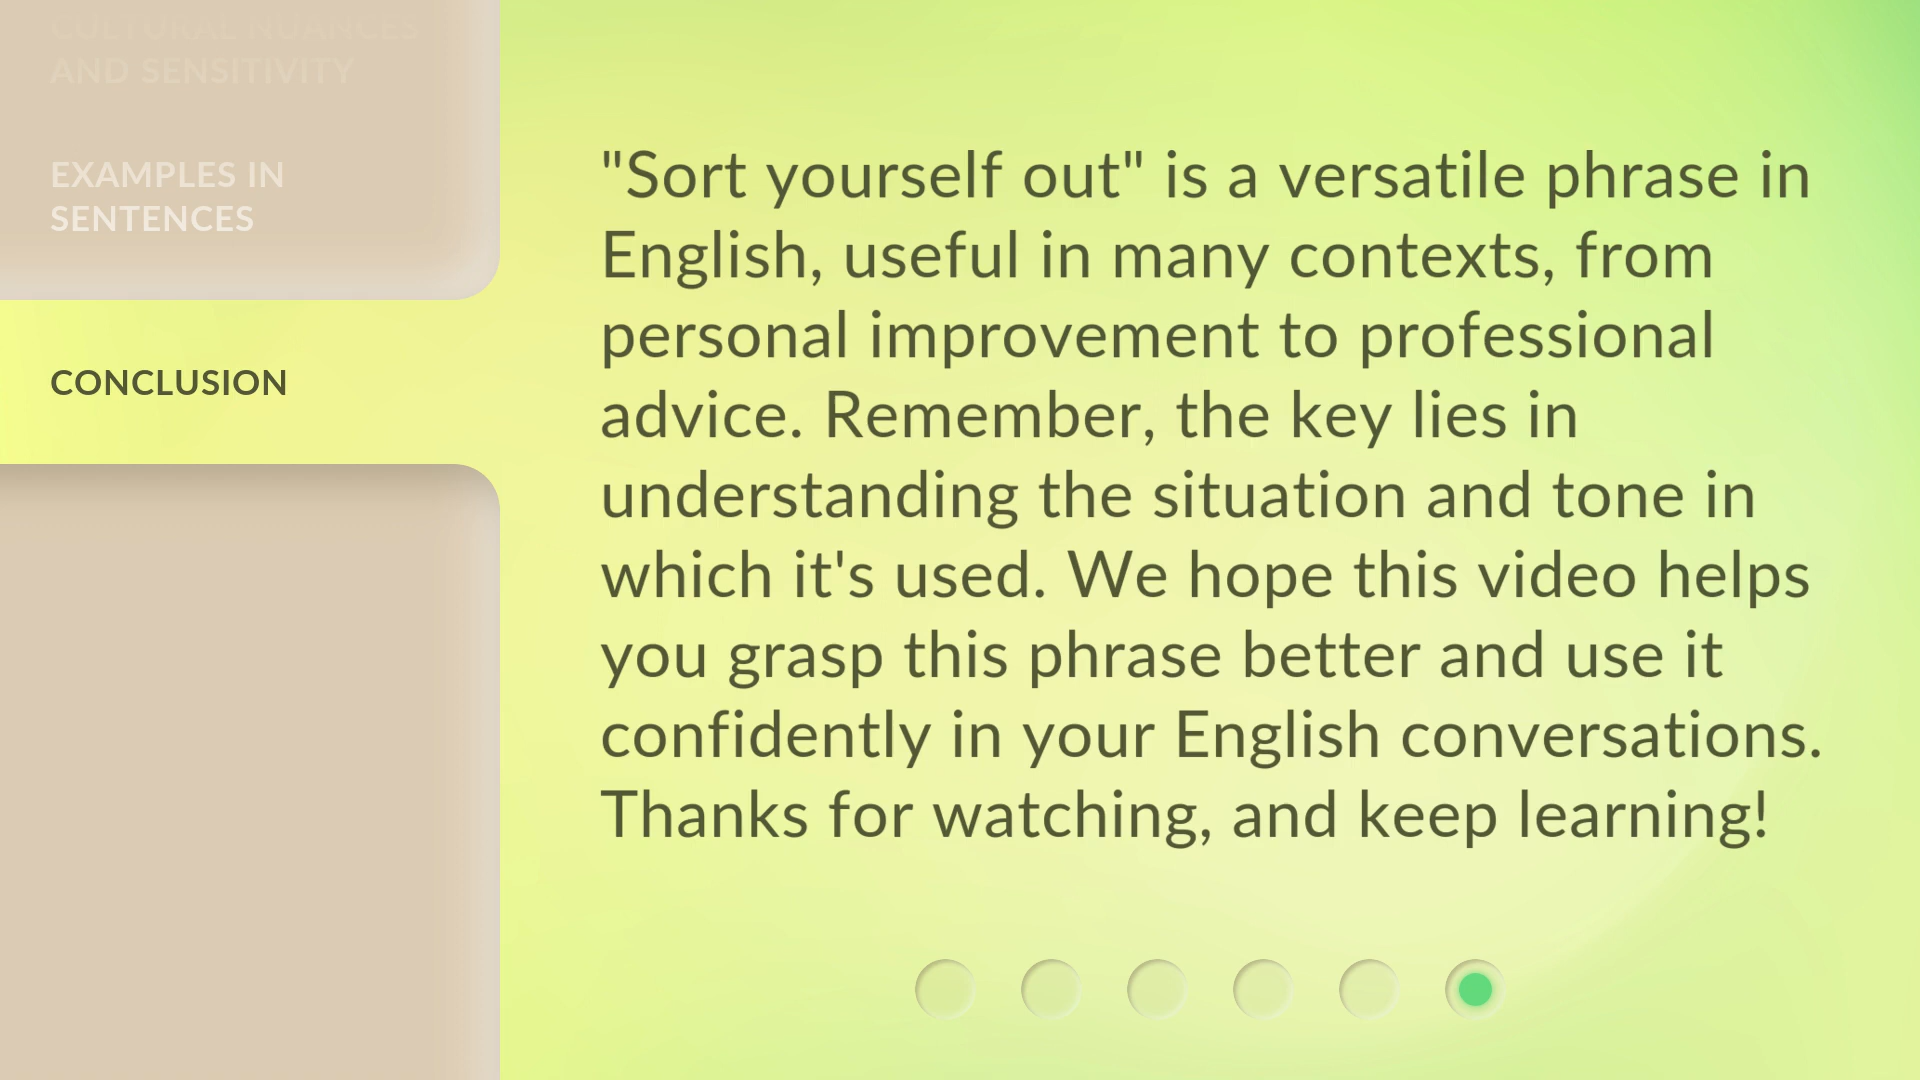 CULTURAL NUANCES
AND SENSITIVITY
EXAMPLES IN
SENTENCES
CONCLUSION
"Sort yourself out" is a versatile phrase in
English, useful in many contexts, from
personal improvement to professional
advice. Remember, the key lies in
understanding the situation and tone in
which it's used. We hope this video helps
you grasp this phrase better and use it
confidently in your English conversations.
Thanks for watching, and keep learning!